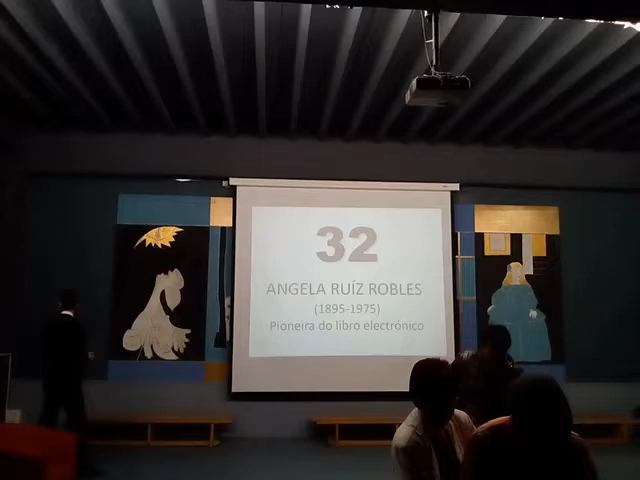 32
ANGELA RUÍZ ROBLES
(1895-1975)
Pioneira do libro electrónico